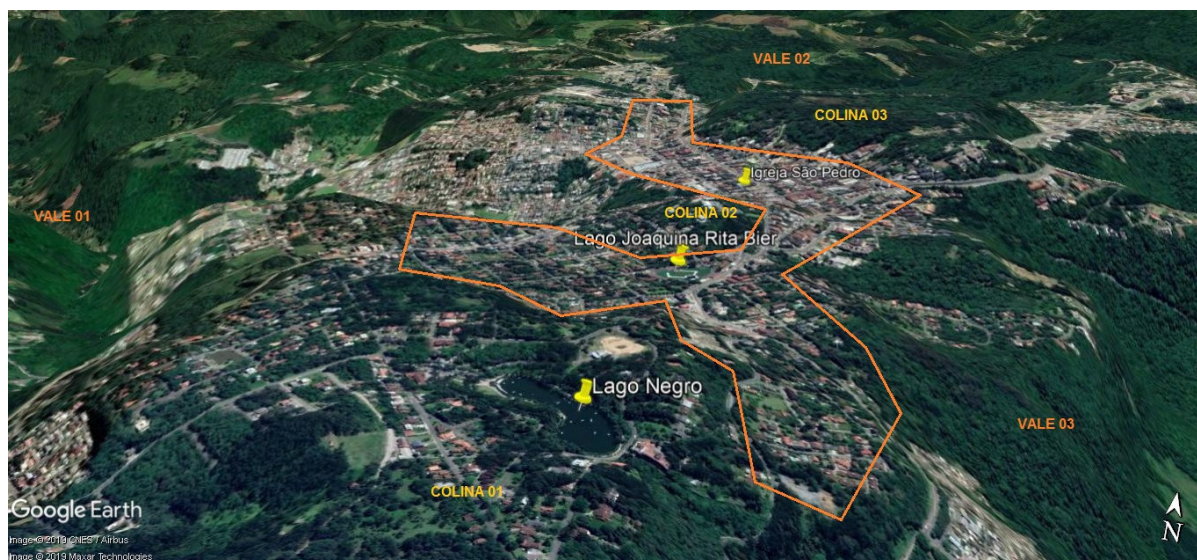 VALE 02
COLINA 03
Igreja São Pedro
VALE 01
COLINA 02
Lago Joaquina Rita Bier
Lago Negro
VALE 03
COLINA 01
Google Earth
N
Image © 2019 CNES / Airbus
Image © 2019 Maxar Technologies